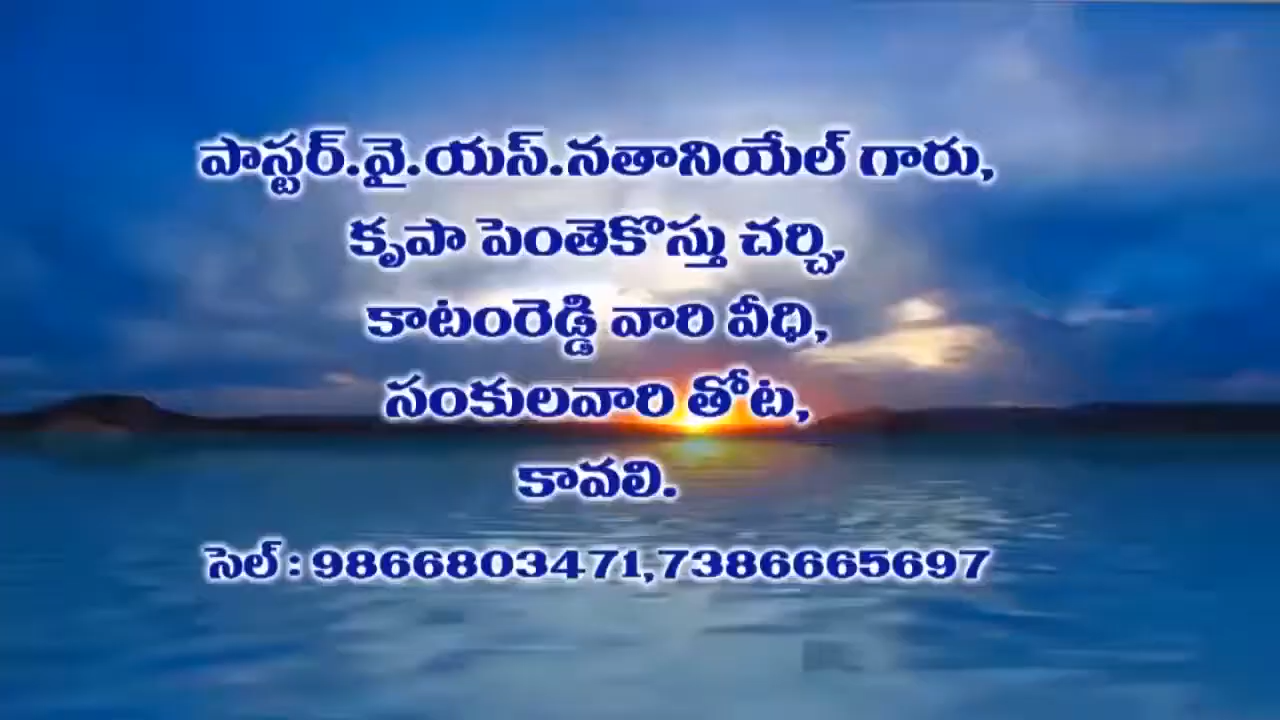 పాస్టర్.వై.యస్.నతానియేల్ గారు,
కృపా పెంతెకొస్తు చర్చి,
కాటంరెడ్డి వారి వీధి,
సంకులవారి తోట,
కావలి.
సెల్ : 9866803471,7386665697